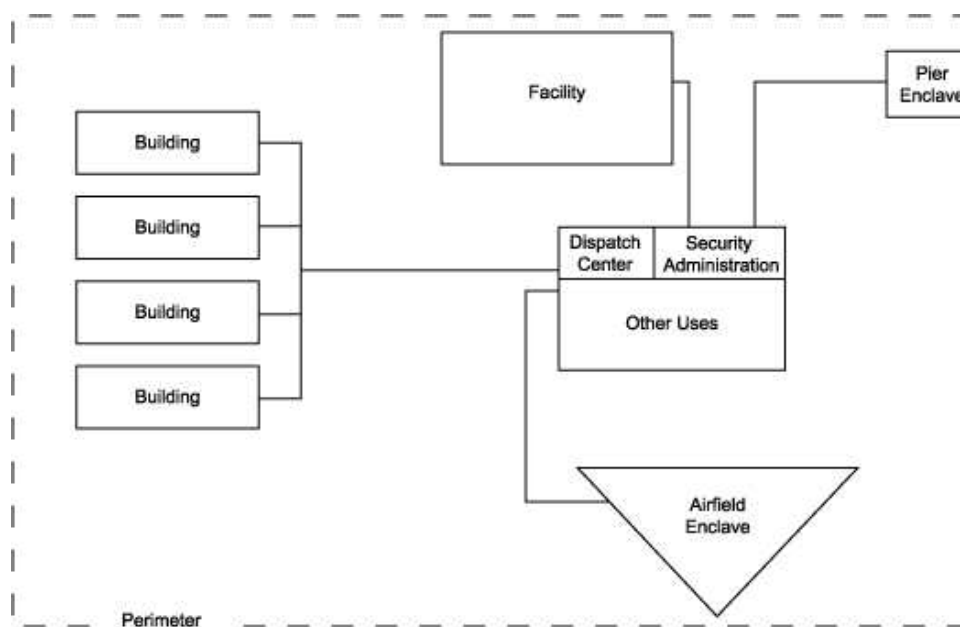 Facility
Pier
Enclave
Building
Building
Building
Building
Dispatch
Center
Security
Administration
Other Uses
Airfield
Enclave
Perimeter